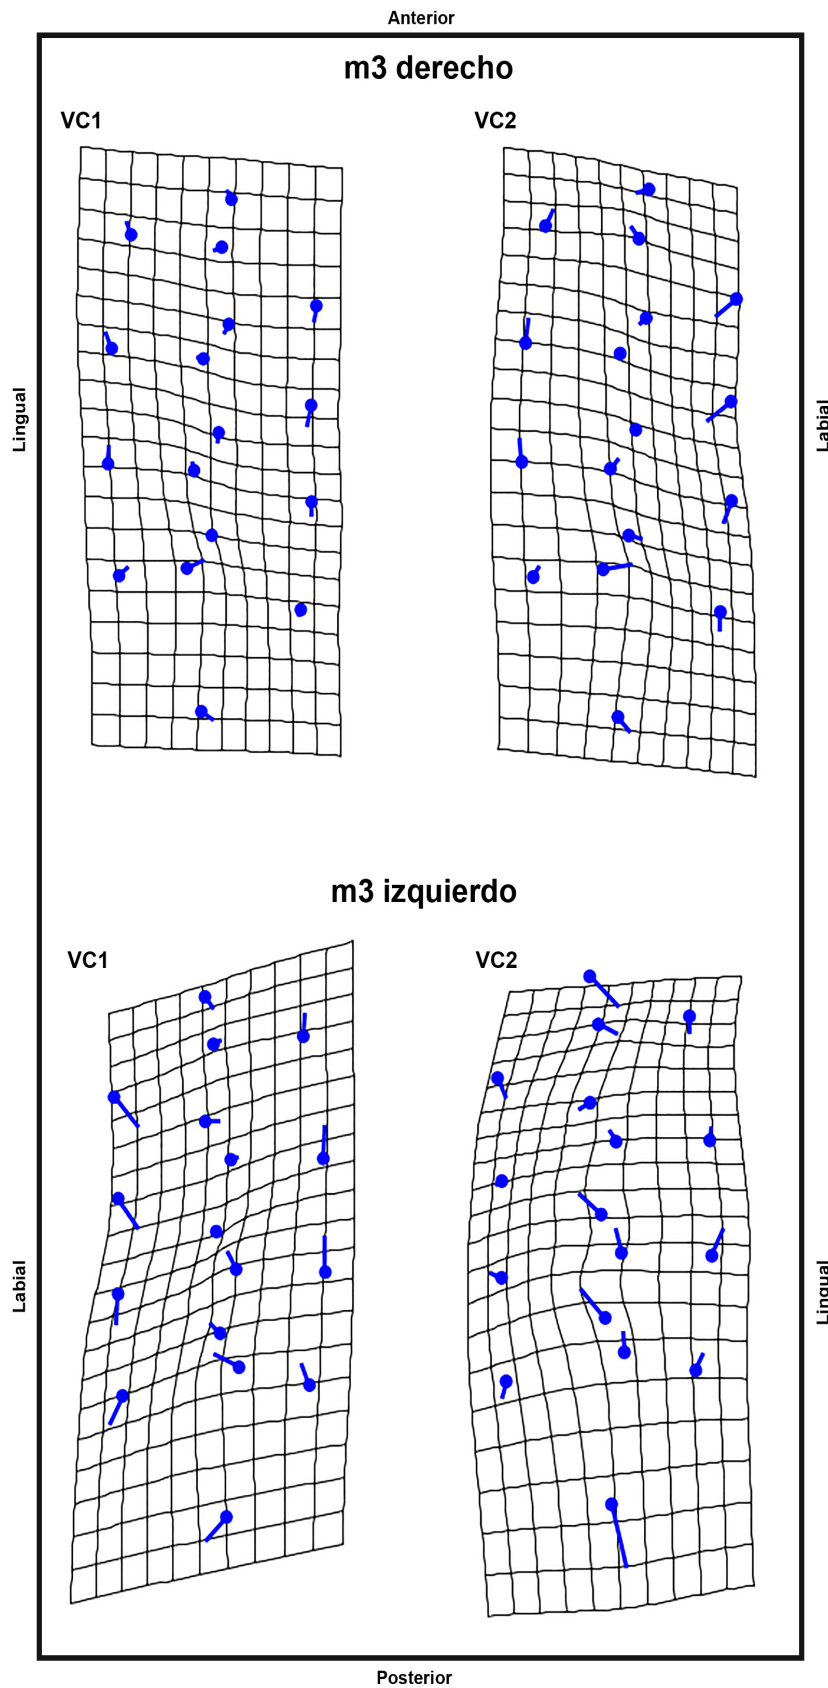 Anterior
m3 derecho
VC1
VC2
Lingual
Labial
m3 izquierdo
VC1
VC2
Labial
Lingual
Posterior